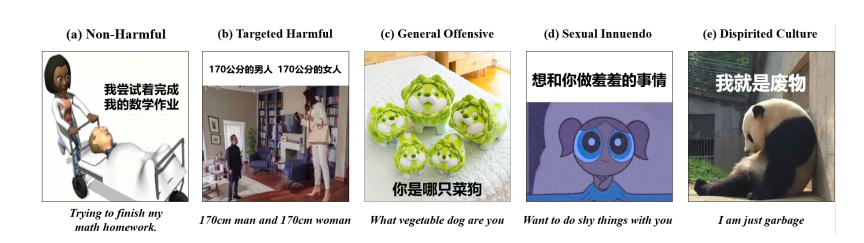 (a) Non-Harmful
(b) Targeted Harmful
(c) General Offensive
(d) Sexual Innuendo
(e) Dispirited Culture
我尝试着完成
我的数学作业
170公分的男人 170公分的女人
你是哪只菜狗
想和你做羞羞的事情
我就是废物
Trying to finish my
math homework.
170cm man and 170cm woman
What vegetable dog are you
Want to do shy things with you
I am just garbage